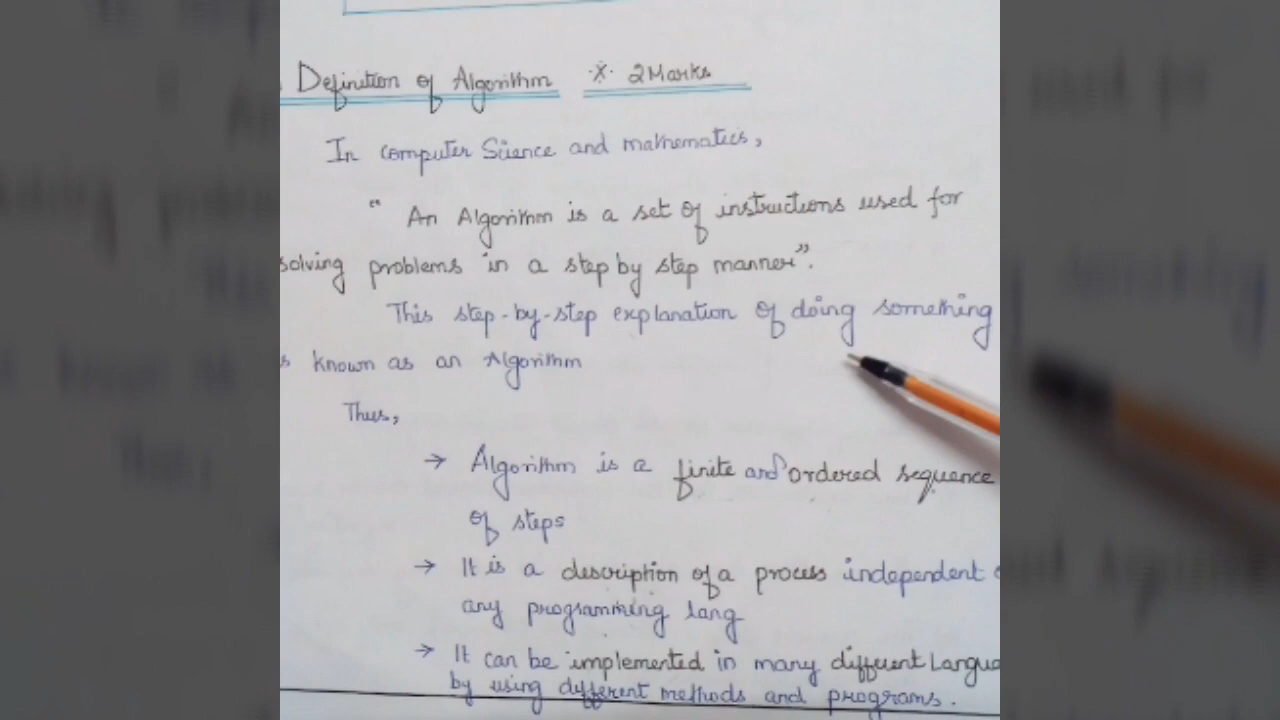 Definition of Algorithm ·X· 2Marks
In computer Science and mathematics,
" An Algorithm is a set of instructions used for
solving problems in a step by step manner".
This step-by-step explanation of doing something
s known as an Algorithm
Thus,
→ Algorithm is a finite and ordered sequence
of steps
→ It is a description of a process independent
any programming lang
→ It can be implemented in many different Langua
by using different methods and programs.